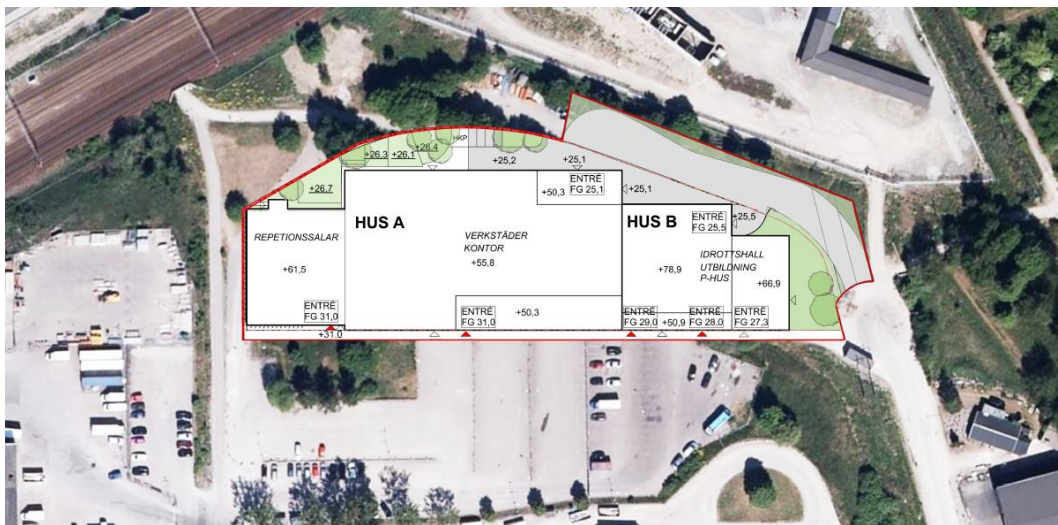 HKP
+26,4
+26,3 +26,1
+25,2
+25,1
+26,7
ENTRÉ
FG 25,1
+50,3
+25,1
HUS A
HUS B
ENTRÉ
FG 25,5
+25,5
REPETIONSSALAR
VERKSTÄDER
KONTOR
+55,8
IDROTTSHALL
UTBILDNING
P-HUS
+61,5
+78,9
+66,9
ENTRÉ
FG 31,0
ENTRÉ
FG 31,0
+50,3
ENTRÉ
FG 29,0
+50,9
ENTRÉ
FG 28,0
ENTRÉ
FG 27,3
+31,0